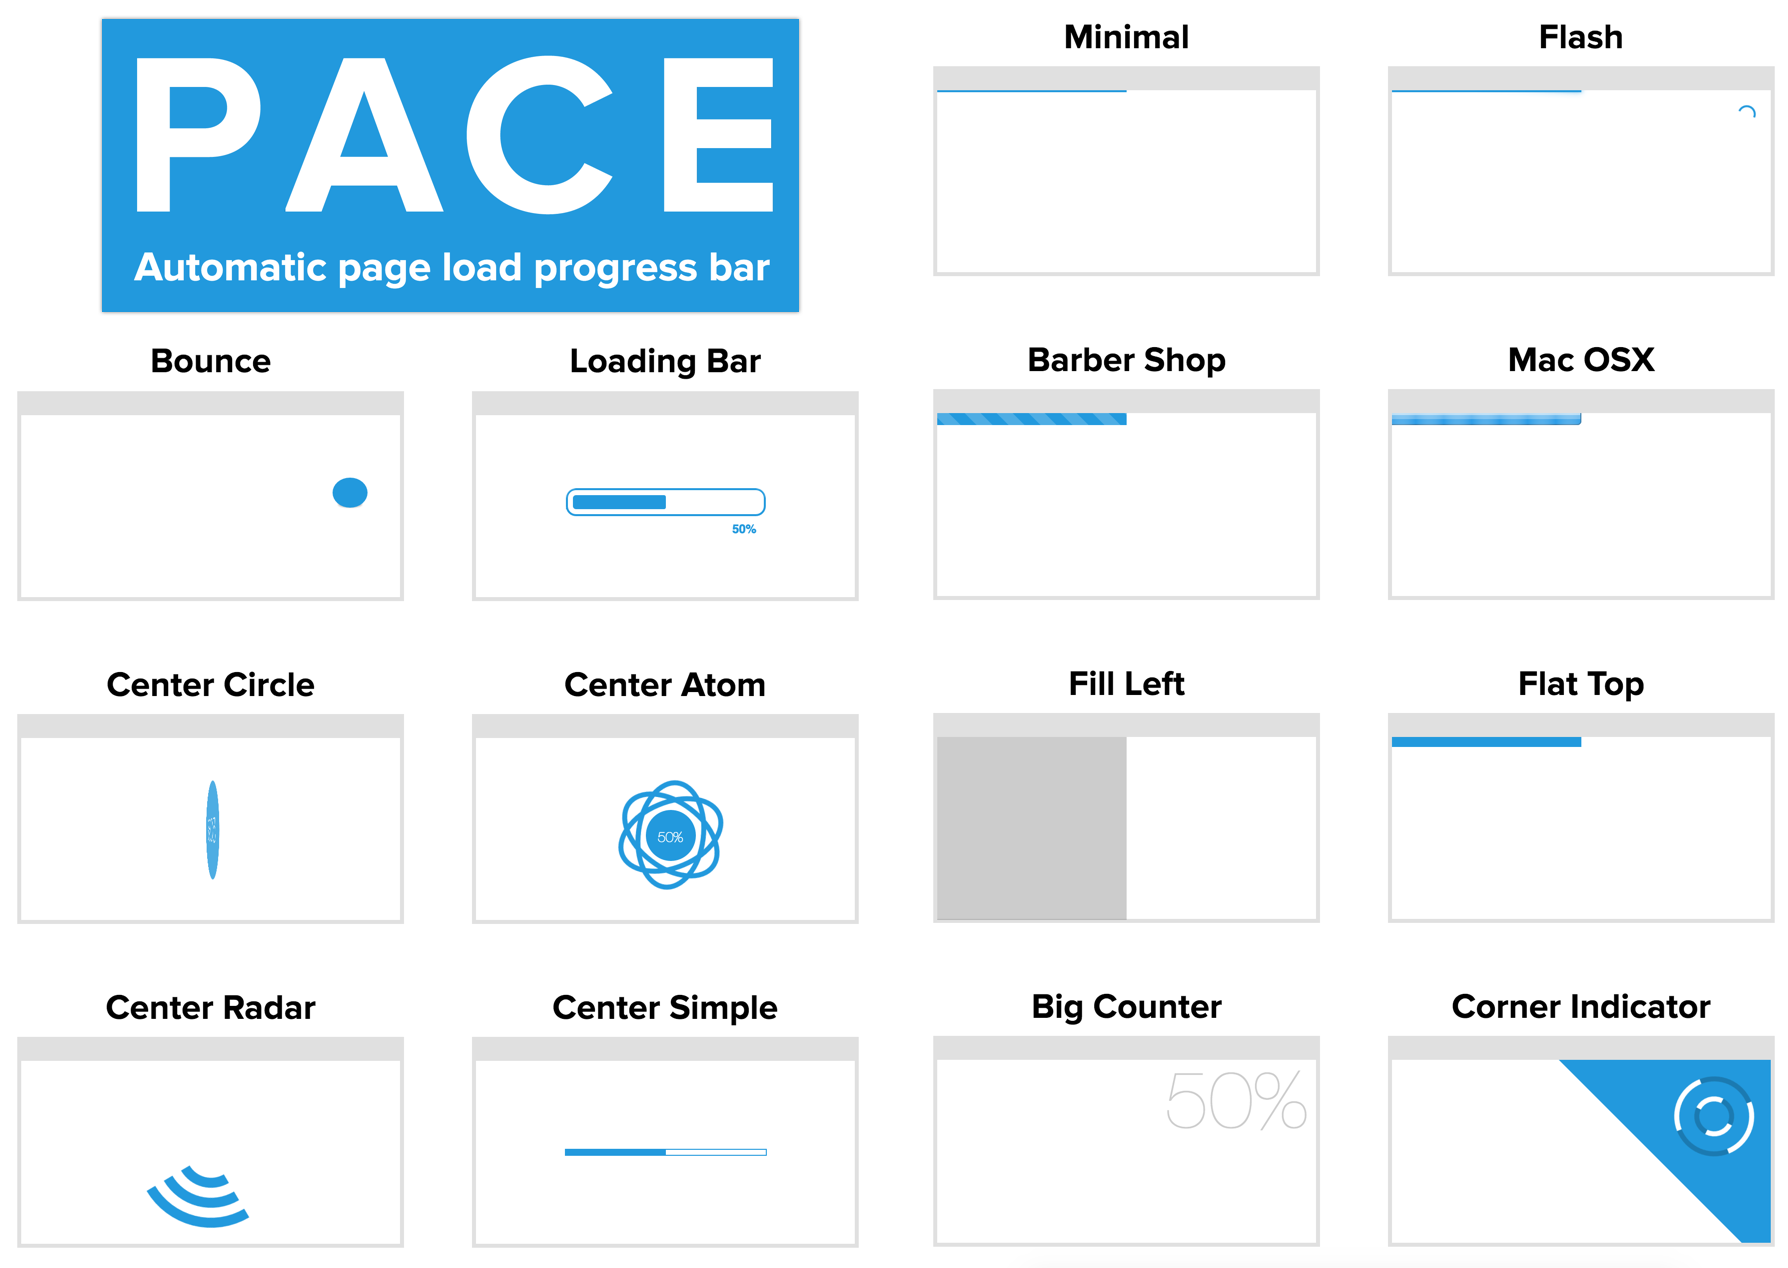 PACE
Automatic page load progress bar
Minimal
Flash
Bounce
Loading Bar
50%
Barber Shop
Mac OSX
Center Circle
Center Atom
50%
Fill Left
Flat Top
Center Radar
Center Simple
Big Counter
50%
Corner Indicator